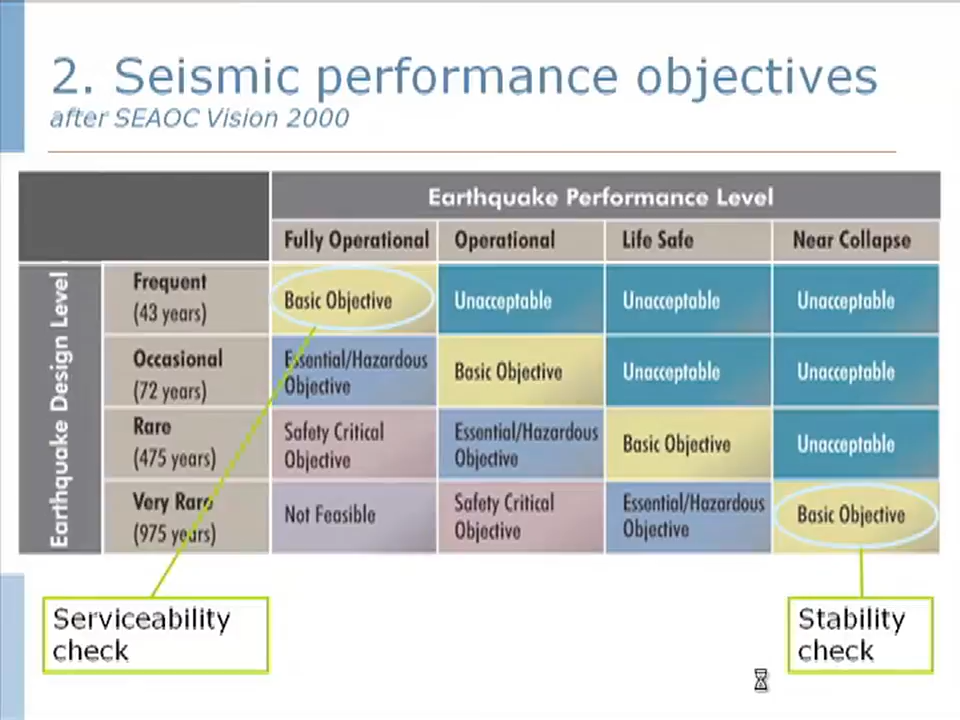 2. Seismic performance objectives
after SEAOC Vision 2000
Earthquake Performance Level
Fully Operational
Operational
Life Safe
Near Collapse
Earthquake Design Level
Frequent
(43 years)
Basic Objective
Unacceptable
Unacceptable
Unacceptable
Occasional
(72 years)
Essential/Hazardous
Objective
Basic Objective
Unacceptable
Unacceptable
Rare
(475 years)
Safety Critical
Objective
Essential/Hazardous
Objective
Basic Objective
Unacceptable
Very Rare
(975 years)
Not Feasible
Safety Critical
Objective
Essential/Hazardous
Objective
Basic Objective
Serviceability
check
Stability
check